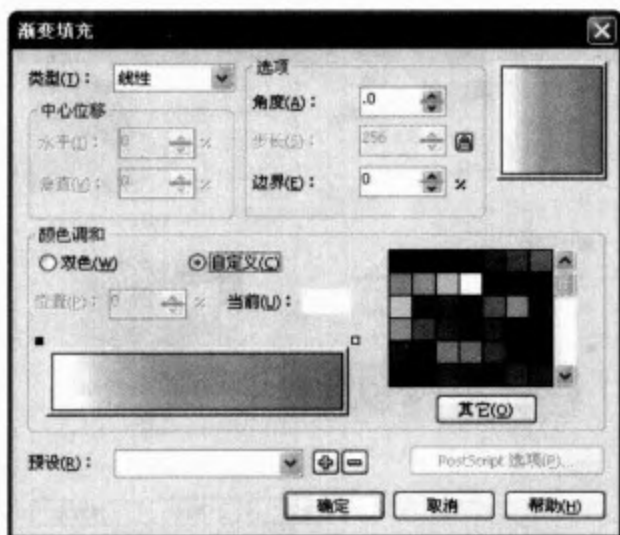 渐变填充
类型(T)： 线性
选项
角度(A)： .0
步长(S)： 256
边界(E)： 0 %
中心位移
水平(I)： 0 %
垂直(V)： 0 %
颜色调和
双色(W) 自定义(C)
位置(P)： 0 % 当前(U)：
其它(O)
预设(R)：
PostScript 选项(P)...
确定 取消 帮助(H)